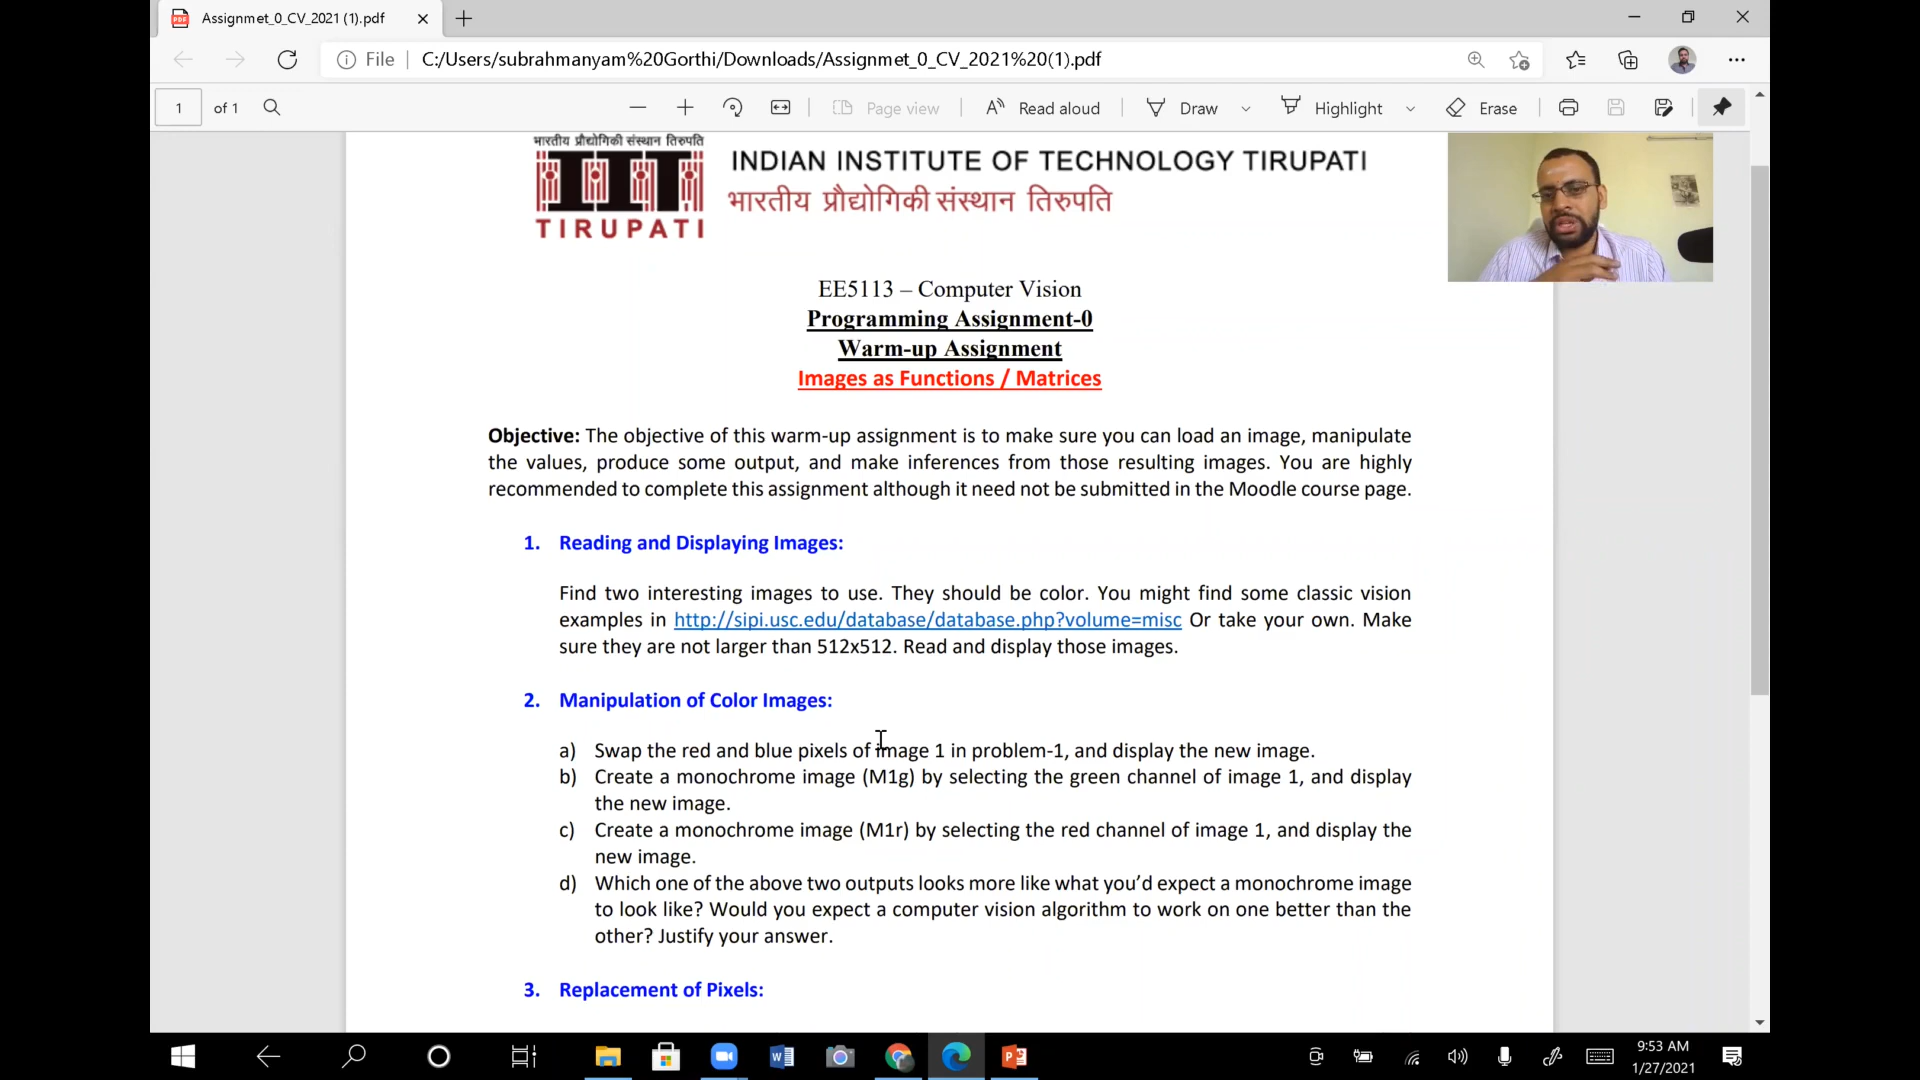 Assignmet_0_CV_2021 (1).pdf
File
C:/Users/subrahmanyam%20Gorthi/Downloads/Assignmet_0_CV_2021%20(1).pdf
1 of 1
Page view
Read aloud
Draw
Highlight
Erase
भारतीय प्रौद्योगिकी संस्थान तिरुपति
TIRUPATI
INDIAN INSTITUTE OF TECHNOLOGY TIRUPATI
भारतीय प्रौद्योगिकी संस्थान तिरुपति
EE5113 – Computer Vision
Programming Assignment-0
Warm-up Assignment
Images as Functions / Matrices
Objective: The objective of this warm-up assignment is to make sure you can load an image, manipulate
the values, produce some output, and make inferences from those resulting images. You are highly
recommended to complete this assignment although it need not be submitted in the Moodle course page.
1. Reading and Displaying Images:
Find two interesting images to use. They should be color. You might find some classic vision
examples in http://sipi.usc.edu/database/database.php?volume=misc Or take your own. Make
sure they are not larger than 512x512. Read and display those images.
2. Manipulation of Color Images:
a) Swap the red and blue pixels of image 1 in problem-1, and display the new image.
b) Create a monochrome image (M1g) by selecting the green channel of image 1, and display
the new image.
c) Create a monochrome image (M1r) by selecting the red channel of image 1, and display the
new image.
d) Which one of the above two outputs looks more like what you’d expect a monochrome image
to look like? Would you expect a computer vision algorithm to work on one better than the
other? Justify your answer.
3. Replacement of Pixels:
9:53 AM
1/27/2021